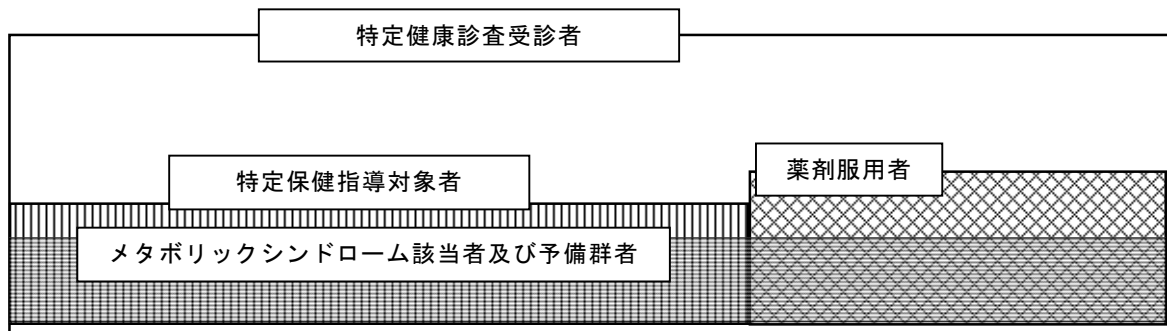 特定健康診査受診者
薬剤服用者
特定保健指導対象者
メタボリックシンドローム該当者及び予備群者